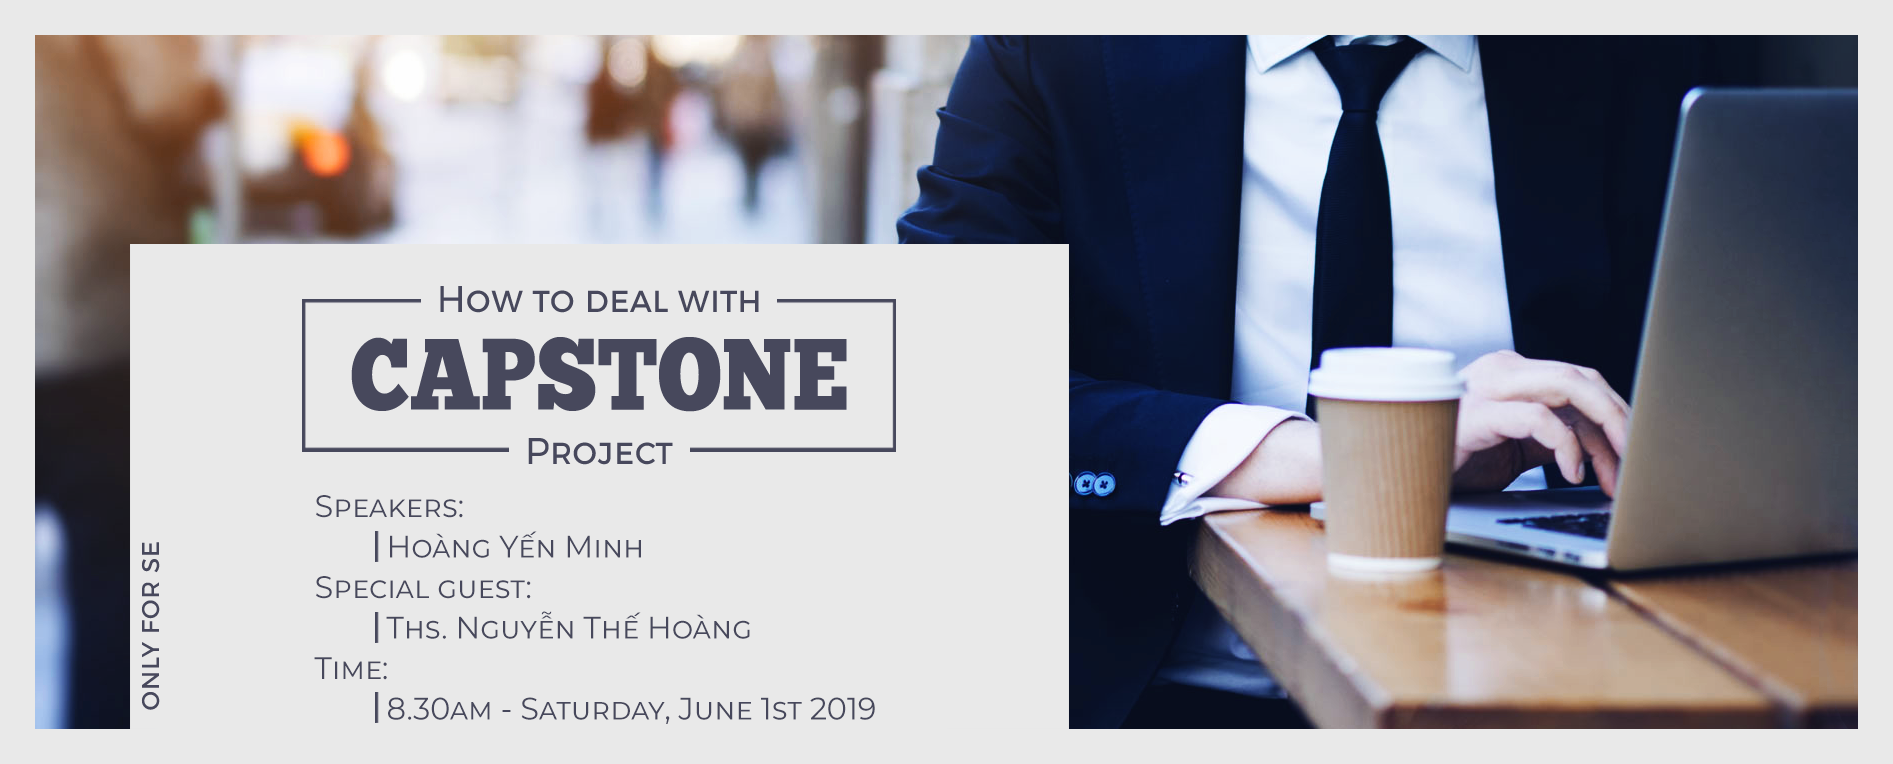 How to deal with
CAPSTONE
Project
Speakers:
Hoàng Yến Minh
Special guest:
Ths. Nguyễn Thế Hoàng
Time:
8.30am - Saturday, June 1st 2019
ONLY FOR SE